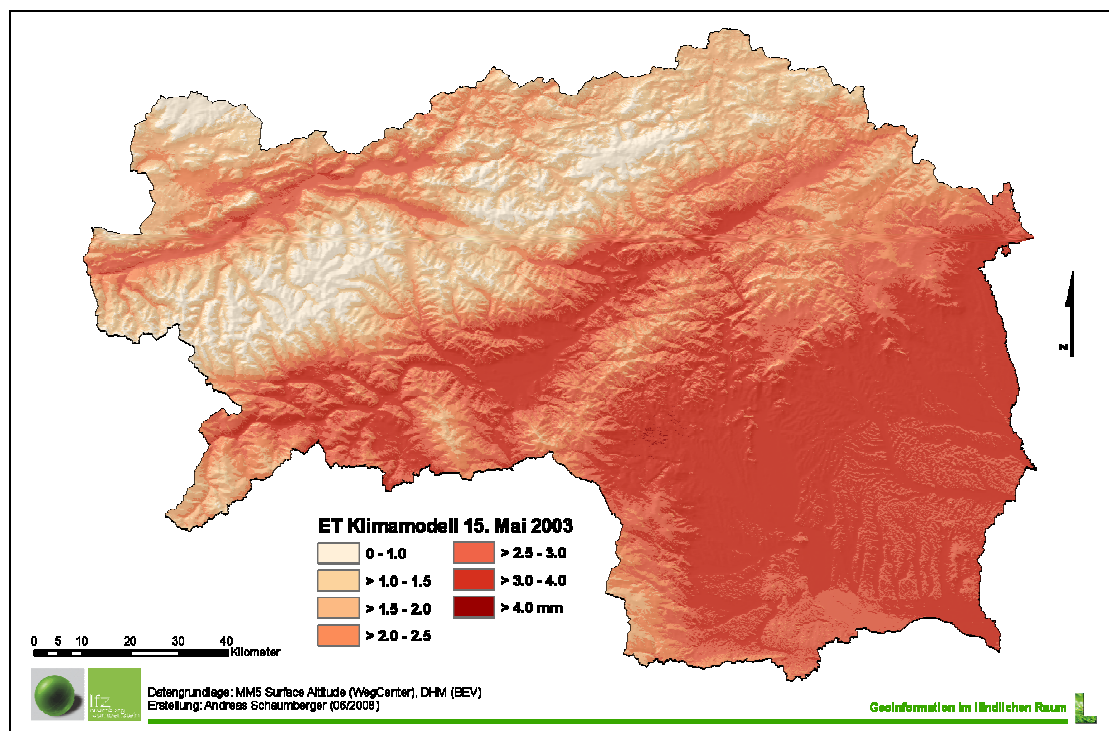 N
ET Klimamodell 15. Mai 2003
0 - 1.0
> 1.0 - 1.5
> 1.5 - 2.0
> 2.0 - 2.5
> 2.5 - 3.0
> 3.0 - 4.0
> 4.0 mm
0 5 10 20 30 40
Kilometer
lfz
Datengrundlage: MM5 Surface Altitude (WegCenter), DHM (BEV)
Erstellung: Andreas Schaumberger (06/2008)
Geoinformation im ländlichen Raum